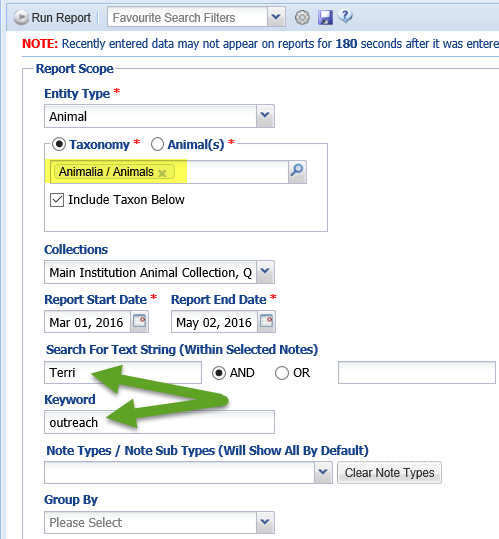 Run Report Favourite Search Filters
NOTE: Recently entered data may not appear on reports for 180 seconds after it was entere
Report Scope
Entity Type *
Animal
Taxonomy * Animal(s) *
Animalia / Animals x
Include Taxon Below
Collections
Main Institution Animal Collection, Q
Report Start Date * Report End Date *
Mar 01, 2016 May 02, 2016
Search For Text String (Within Selected Notes)
Terri AND OR
Keyword
outreach
Note Types / Note Sub Types (Will Show All By Default)
Clear Note Types
Group By
Please Select